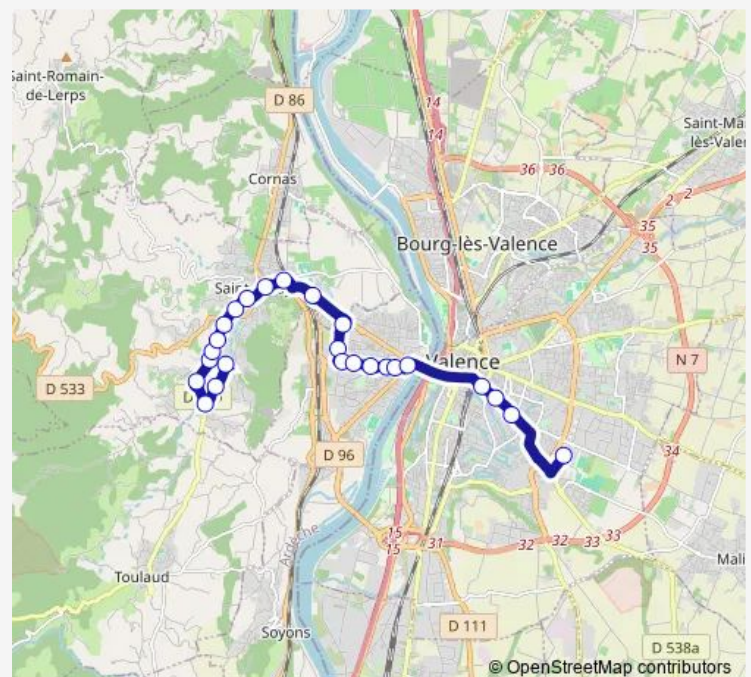 Saint-Romain-
de-Lerps
D 86
14
14
Saint-Ma
lès-Valen
36
36
Cornas
2
2
35
35
Bourg-lès-Valence
Saint-
Valence
N 7
D 533
D
D 96
15
15
31
32
32
33
33
Ardèche
Toulaud
Mali
Soyons
D 111
D 538a
© OpenStreetMap contributors